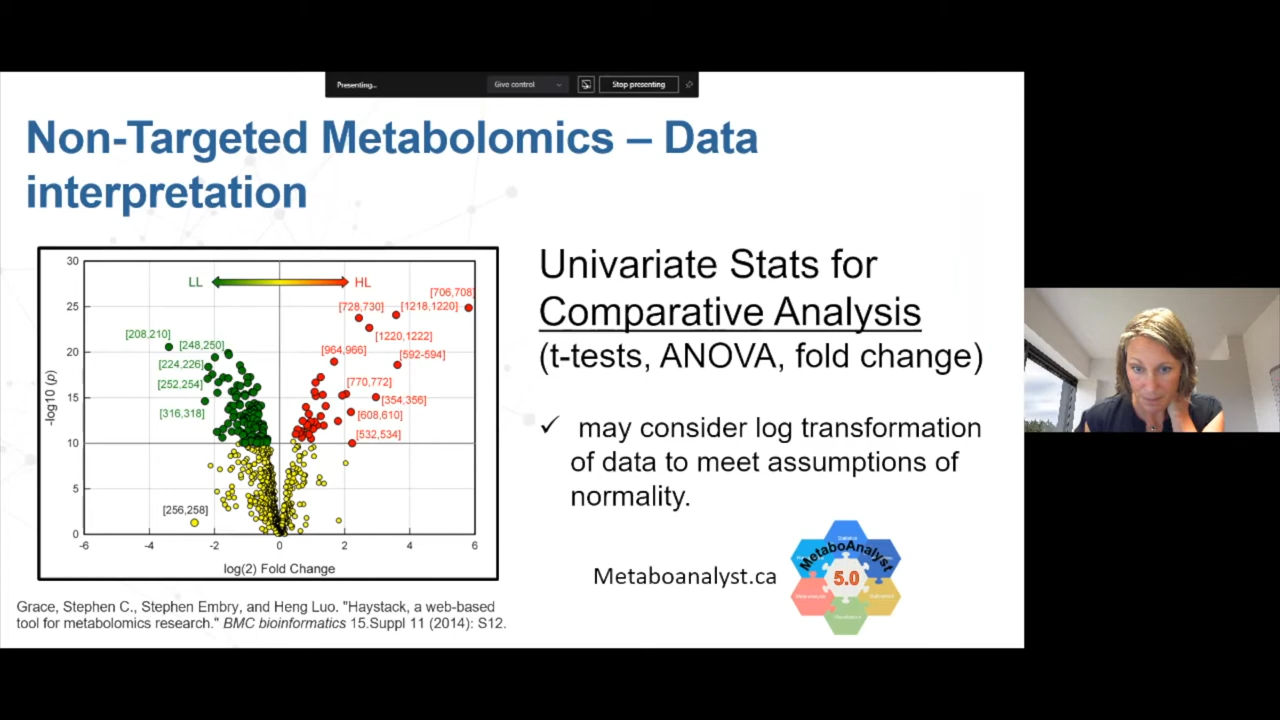 Presenting...
Give control
Stop presenting
Non-Targeted Metabolomics – Data
interpretation
30
25
20
15
10
5
0
-log10 (p)
LL
HL
[706,708]
[728,730]
[1218,1220]
[208,210]
[1220,1222]
[248,250]
[964,966]
[592-594]
[224,226]
[252,254]
[770,772]
[354,356]
[316,318]
[608,610]
[532,534]
[256,258]
-6 -4 -2 0 2 4 6
log(2) Fold Change
Grace, Stephen C., Stephen Embry, and Heng Luo. "Haystack, a web-based
tool for metabolomics research." BMC bioinformatics 15.Suppl 11 (2014): S12.
Univariate Stats for
Comparative Analysis
(t-tests, ANOVA, fold change)
✓ may consider log transformation
of data to meet assumptions of
normality.
Metaboanalyst.ca
MetaboAnalyst
5.0